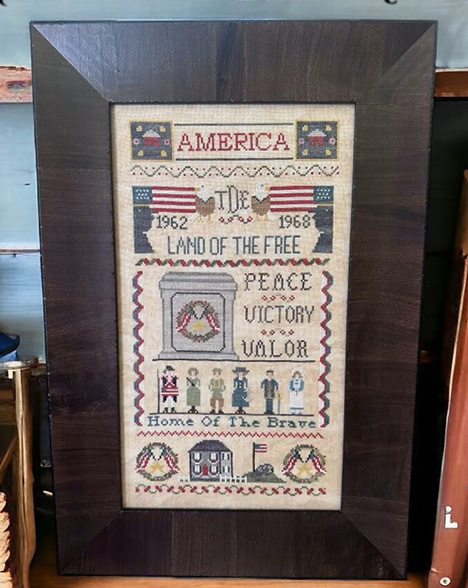 AMERICA
TDE
1962 1968
LAND OF THE FREE
PEACE
VICTORY
VALOR
Home Of The Brave